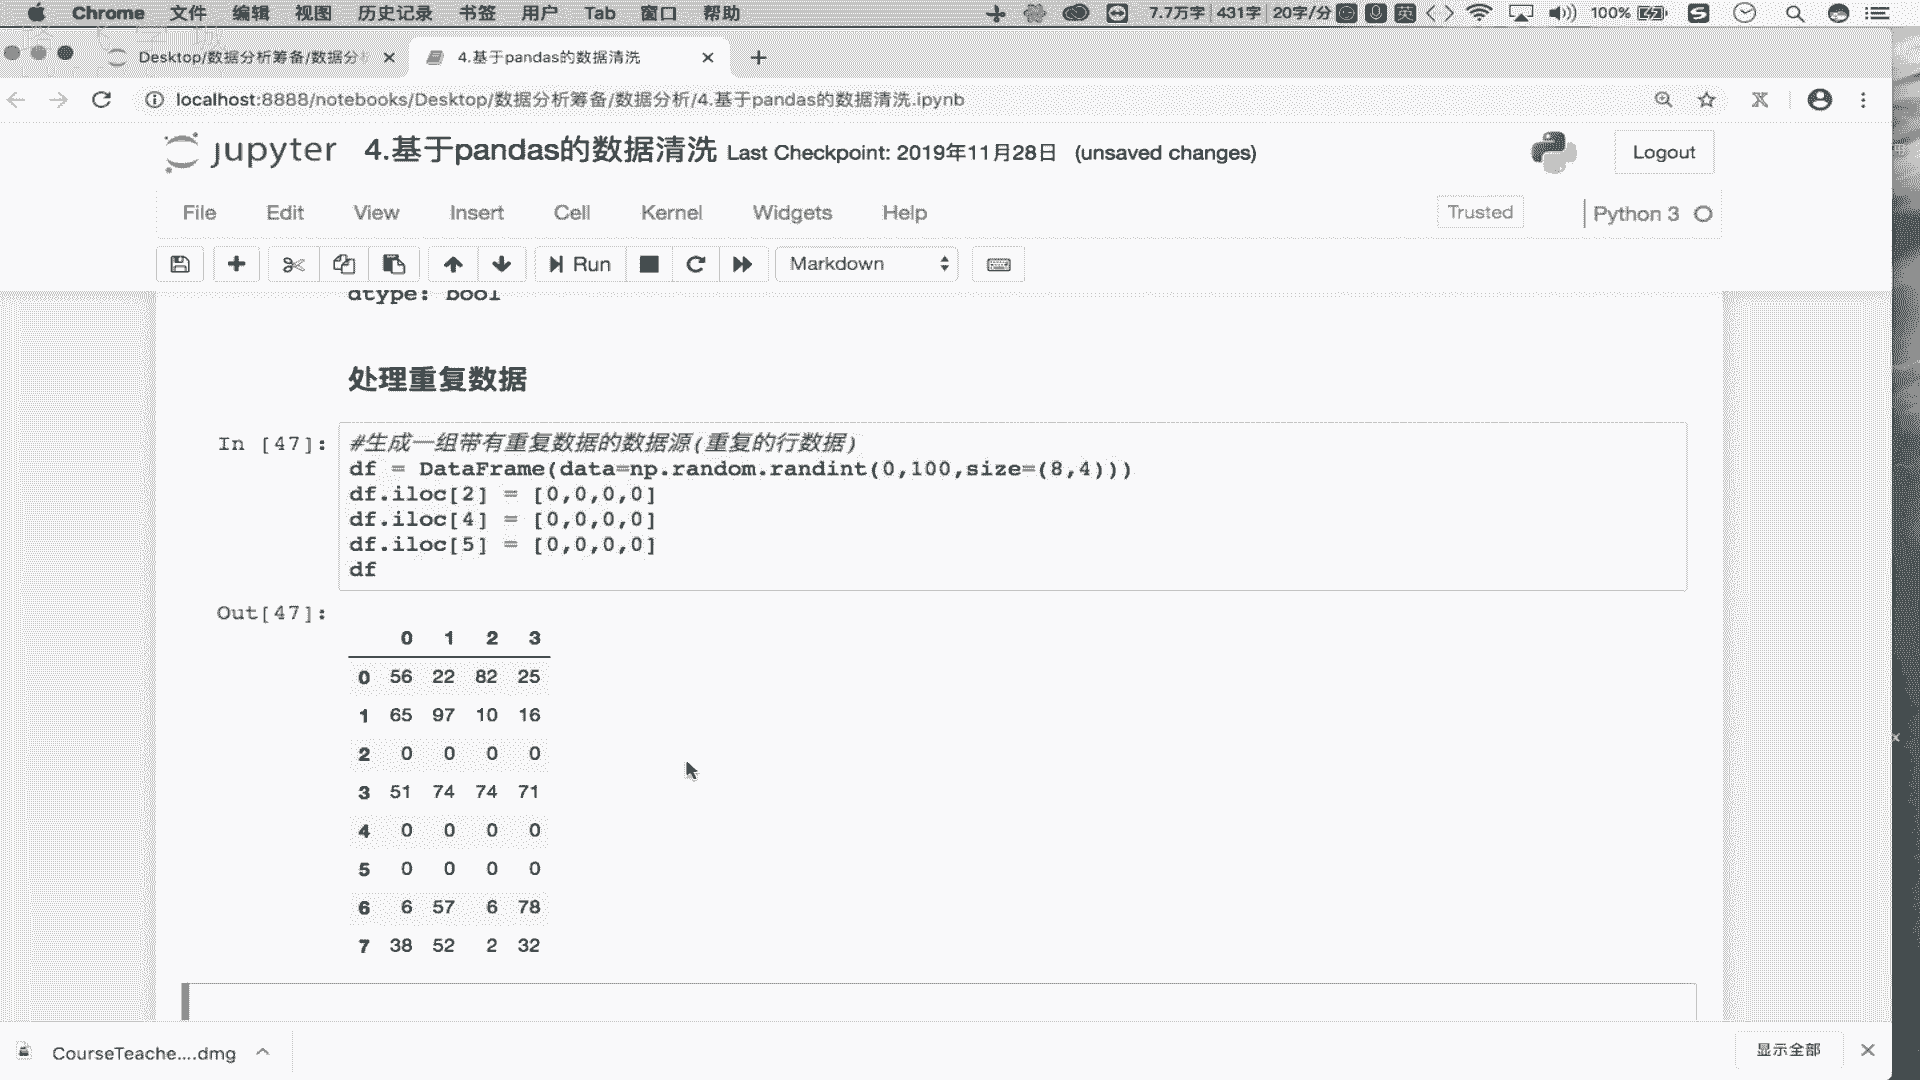 Chrome 文件 编辑 视图 历史记录 书签 用户 Tab 窗口 帮助 7.7万字 431字 20字/分 英 100%
Desktop/数据分析筹备/数据分 4.基于pandas的数据清洗
localhost:8888/notebooks/Desktop/数据分析筹备/数据分析/4.基于pandas的数据清洗.ipynb
jupyter 4.基于pandas的数据清洗 Last Checkpoint: 2019年11月28日 (unsaved changes) Logout
File Edit View Insert Cell Kernel Widgets Help Trusted Python 3
Run Markdown
dtype: bool
处理重复数据
In [47]: #生成一组带有重复数据的数据源(重复的行数据)
df = DataFrame(data=np.random.randint(0,100,size=(8,4)))
df.iloc[2] = [0,0,0,0]
df.iloc[4] = [0,0,0,0]
df.iloc[5] = [0,0,0,0]
df
Out[47]:
0 1 2 3
0 56 22 82 25
1 65 97 10 16
2 0 0 0 0
3 51 74 74 71
4 0 0 0 0
5 0 0 0 0
6 6 57 6 78
7 38 52 2 32
CourseTeache....dmg 显示全部